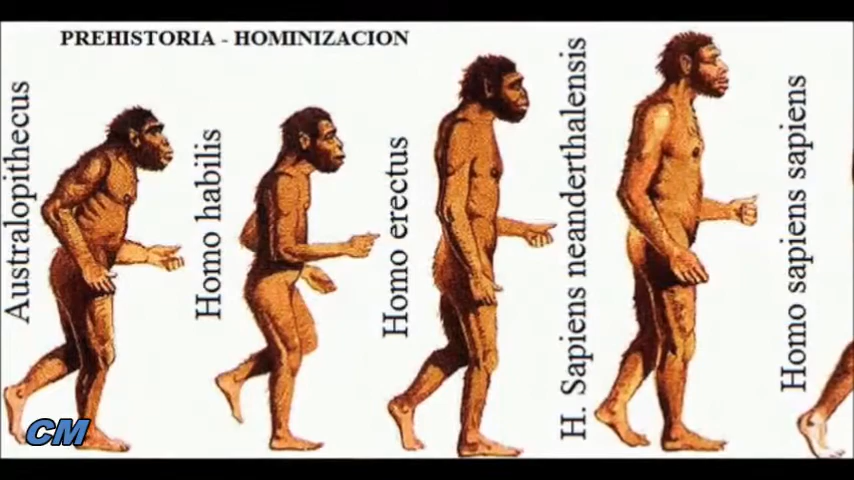 PREHISTORIA - HOMINIZACION
Australopithecus
Homo habilis
Homo erectus
H. Sapiens neanderthalensis
Homo sapiens sapiens
CM